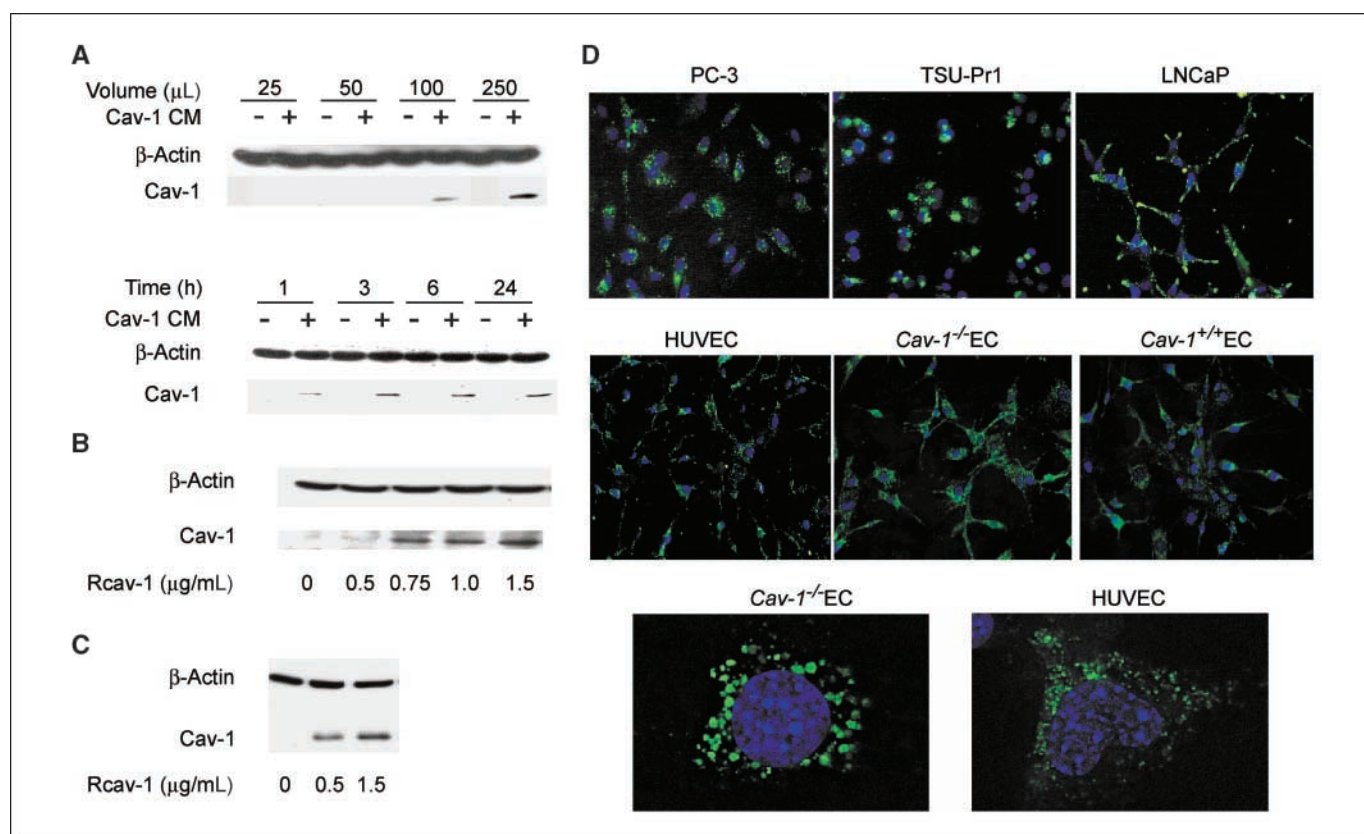 A
Volume (μL) 25 50 100 250
Cav-1 CM - + - + - + - +
β-Actin
Cav-1
Time (h) 1 3 6 24
Cav-1 CM - + - + - + - +
β-Actin
Cav-1
B
β-Actin
Cav-1
Rcav-1 (μg/mL) 0 0.5 0.75 1.0 1.5
C
β-Actin
Cav-1
Rcav-1 (μg/mL) 0 0.5 1.5
D
PC-3 TSU-Pr1 LNCaP
HUVEC Cav-1-/-EC Cav-1+/+EC
Cav-1-/-EC HUVEC